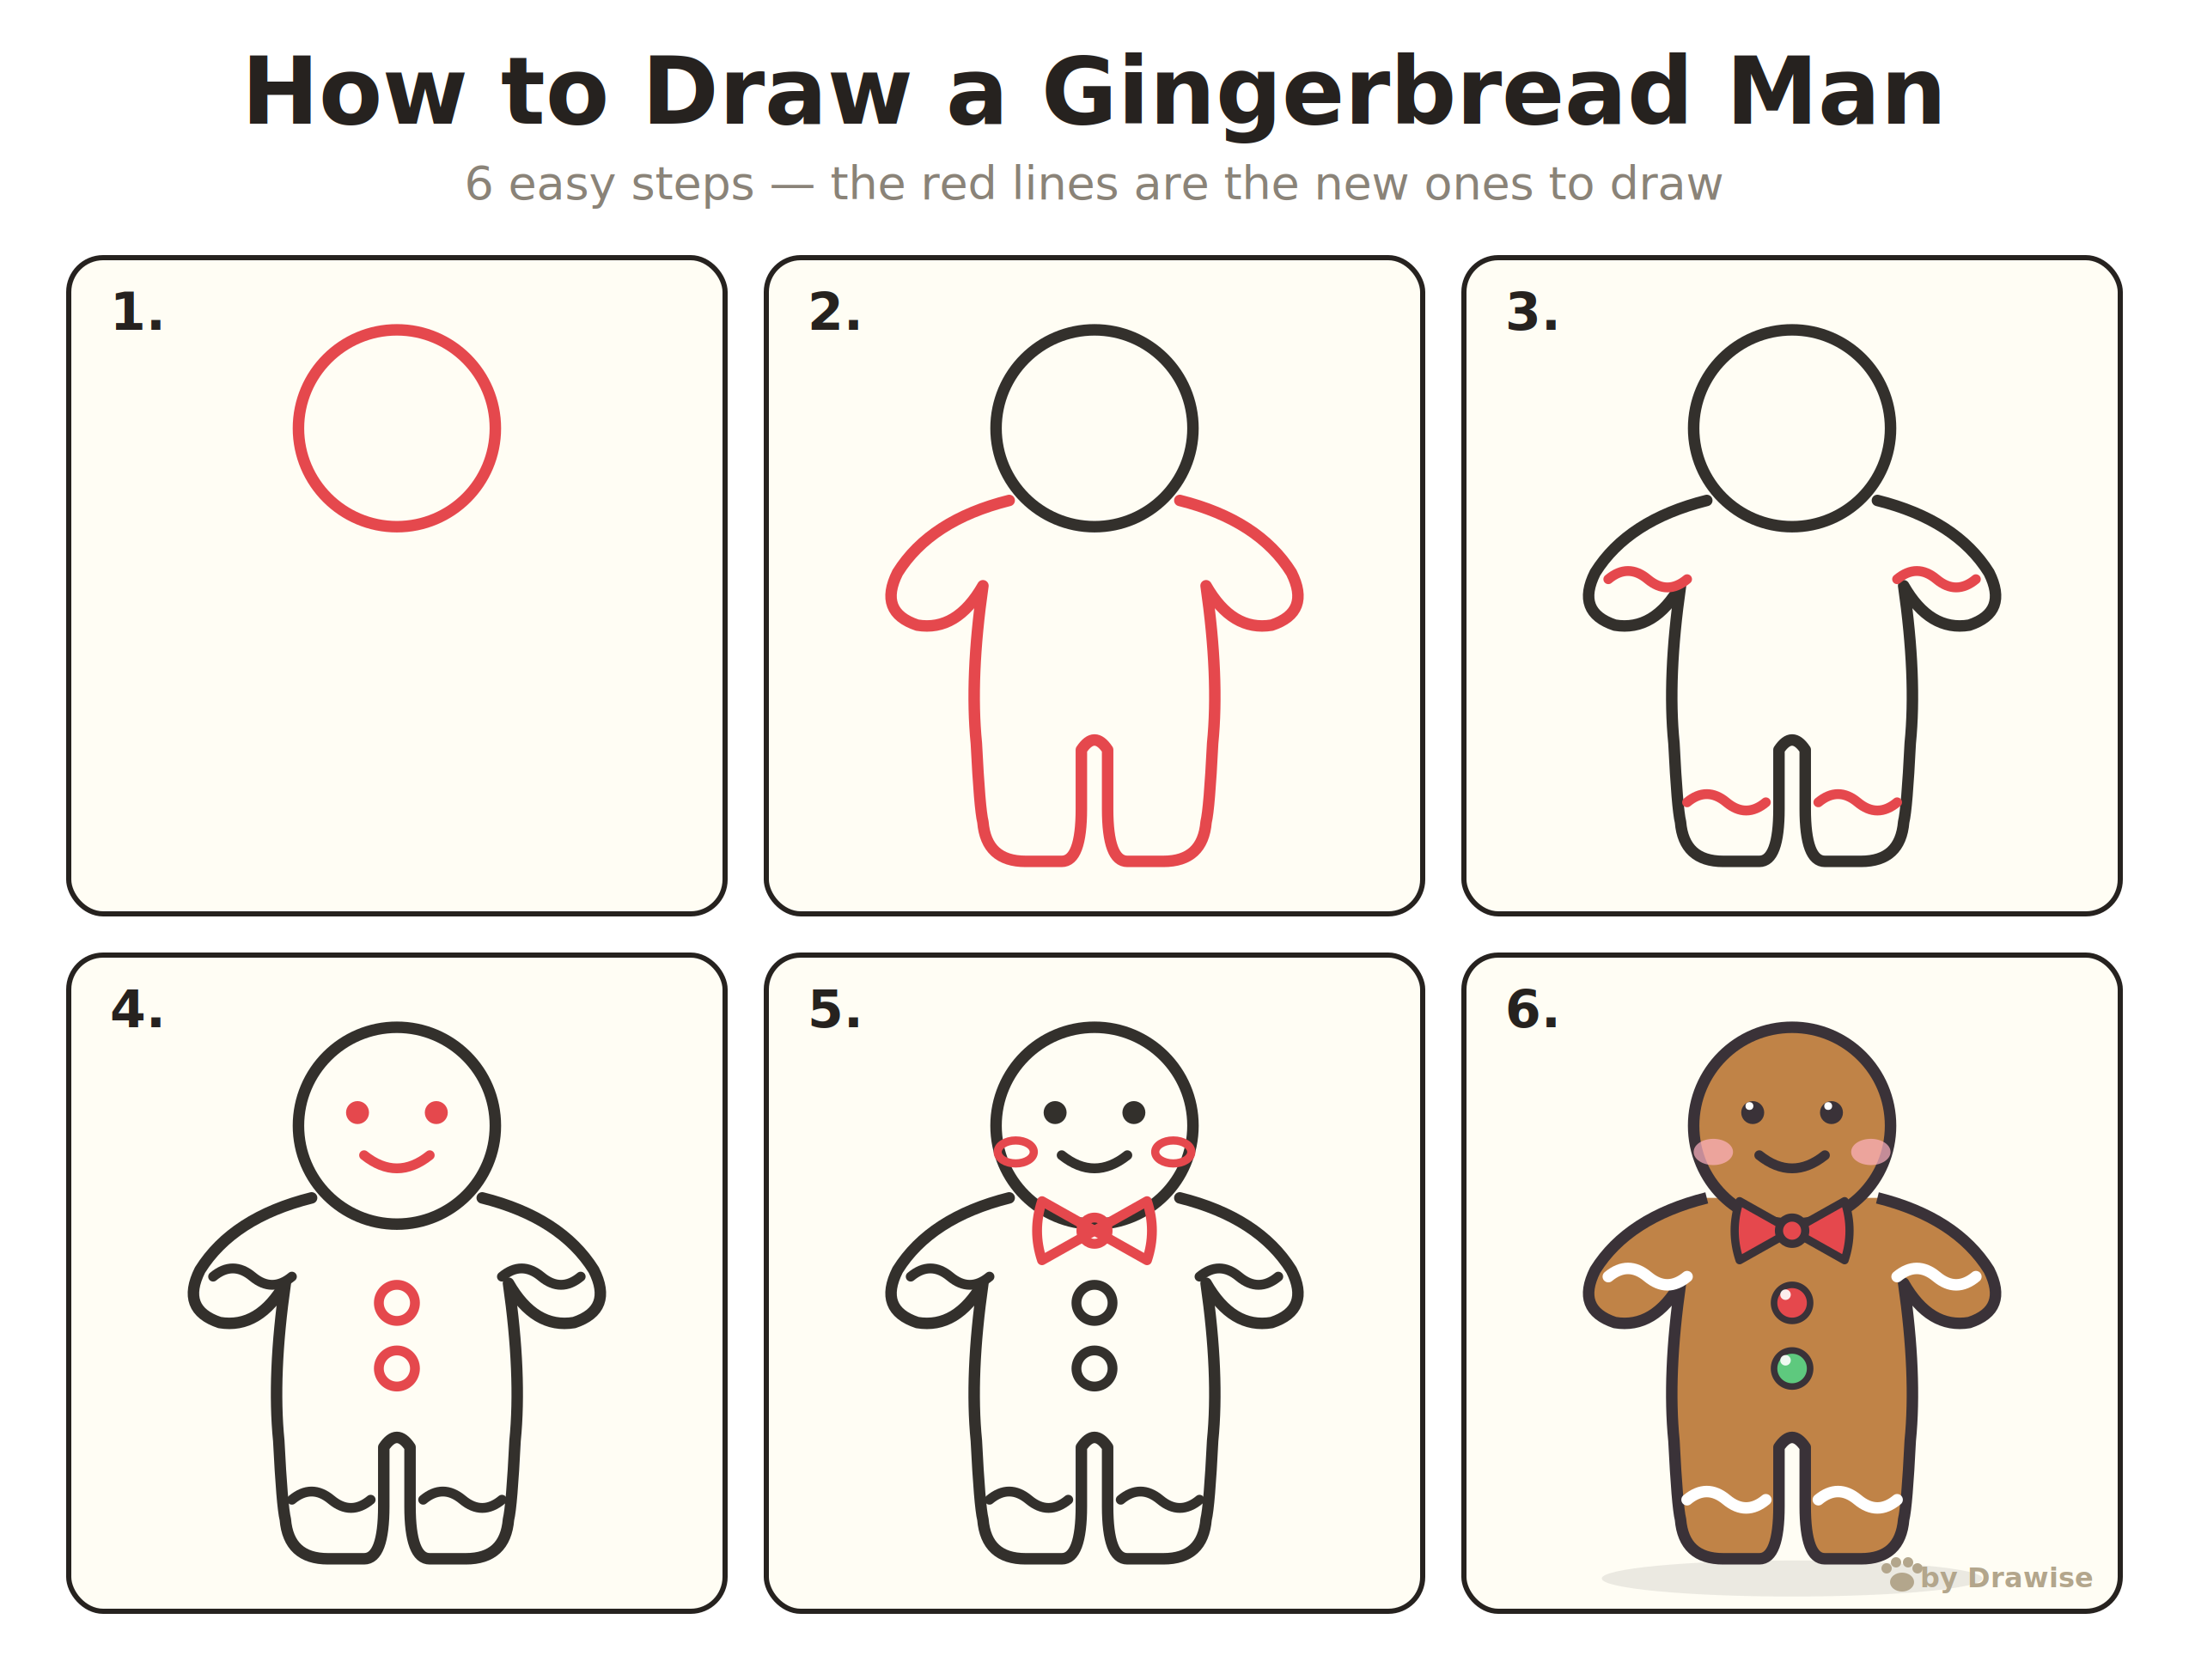 How to Draw a Gingerbread Man
6 easy steps — the red lines are the new ones to draw
1.
2.
3.
4.
5.
6.
by Drawise